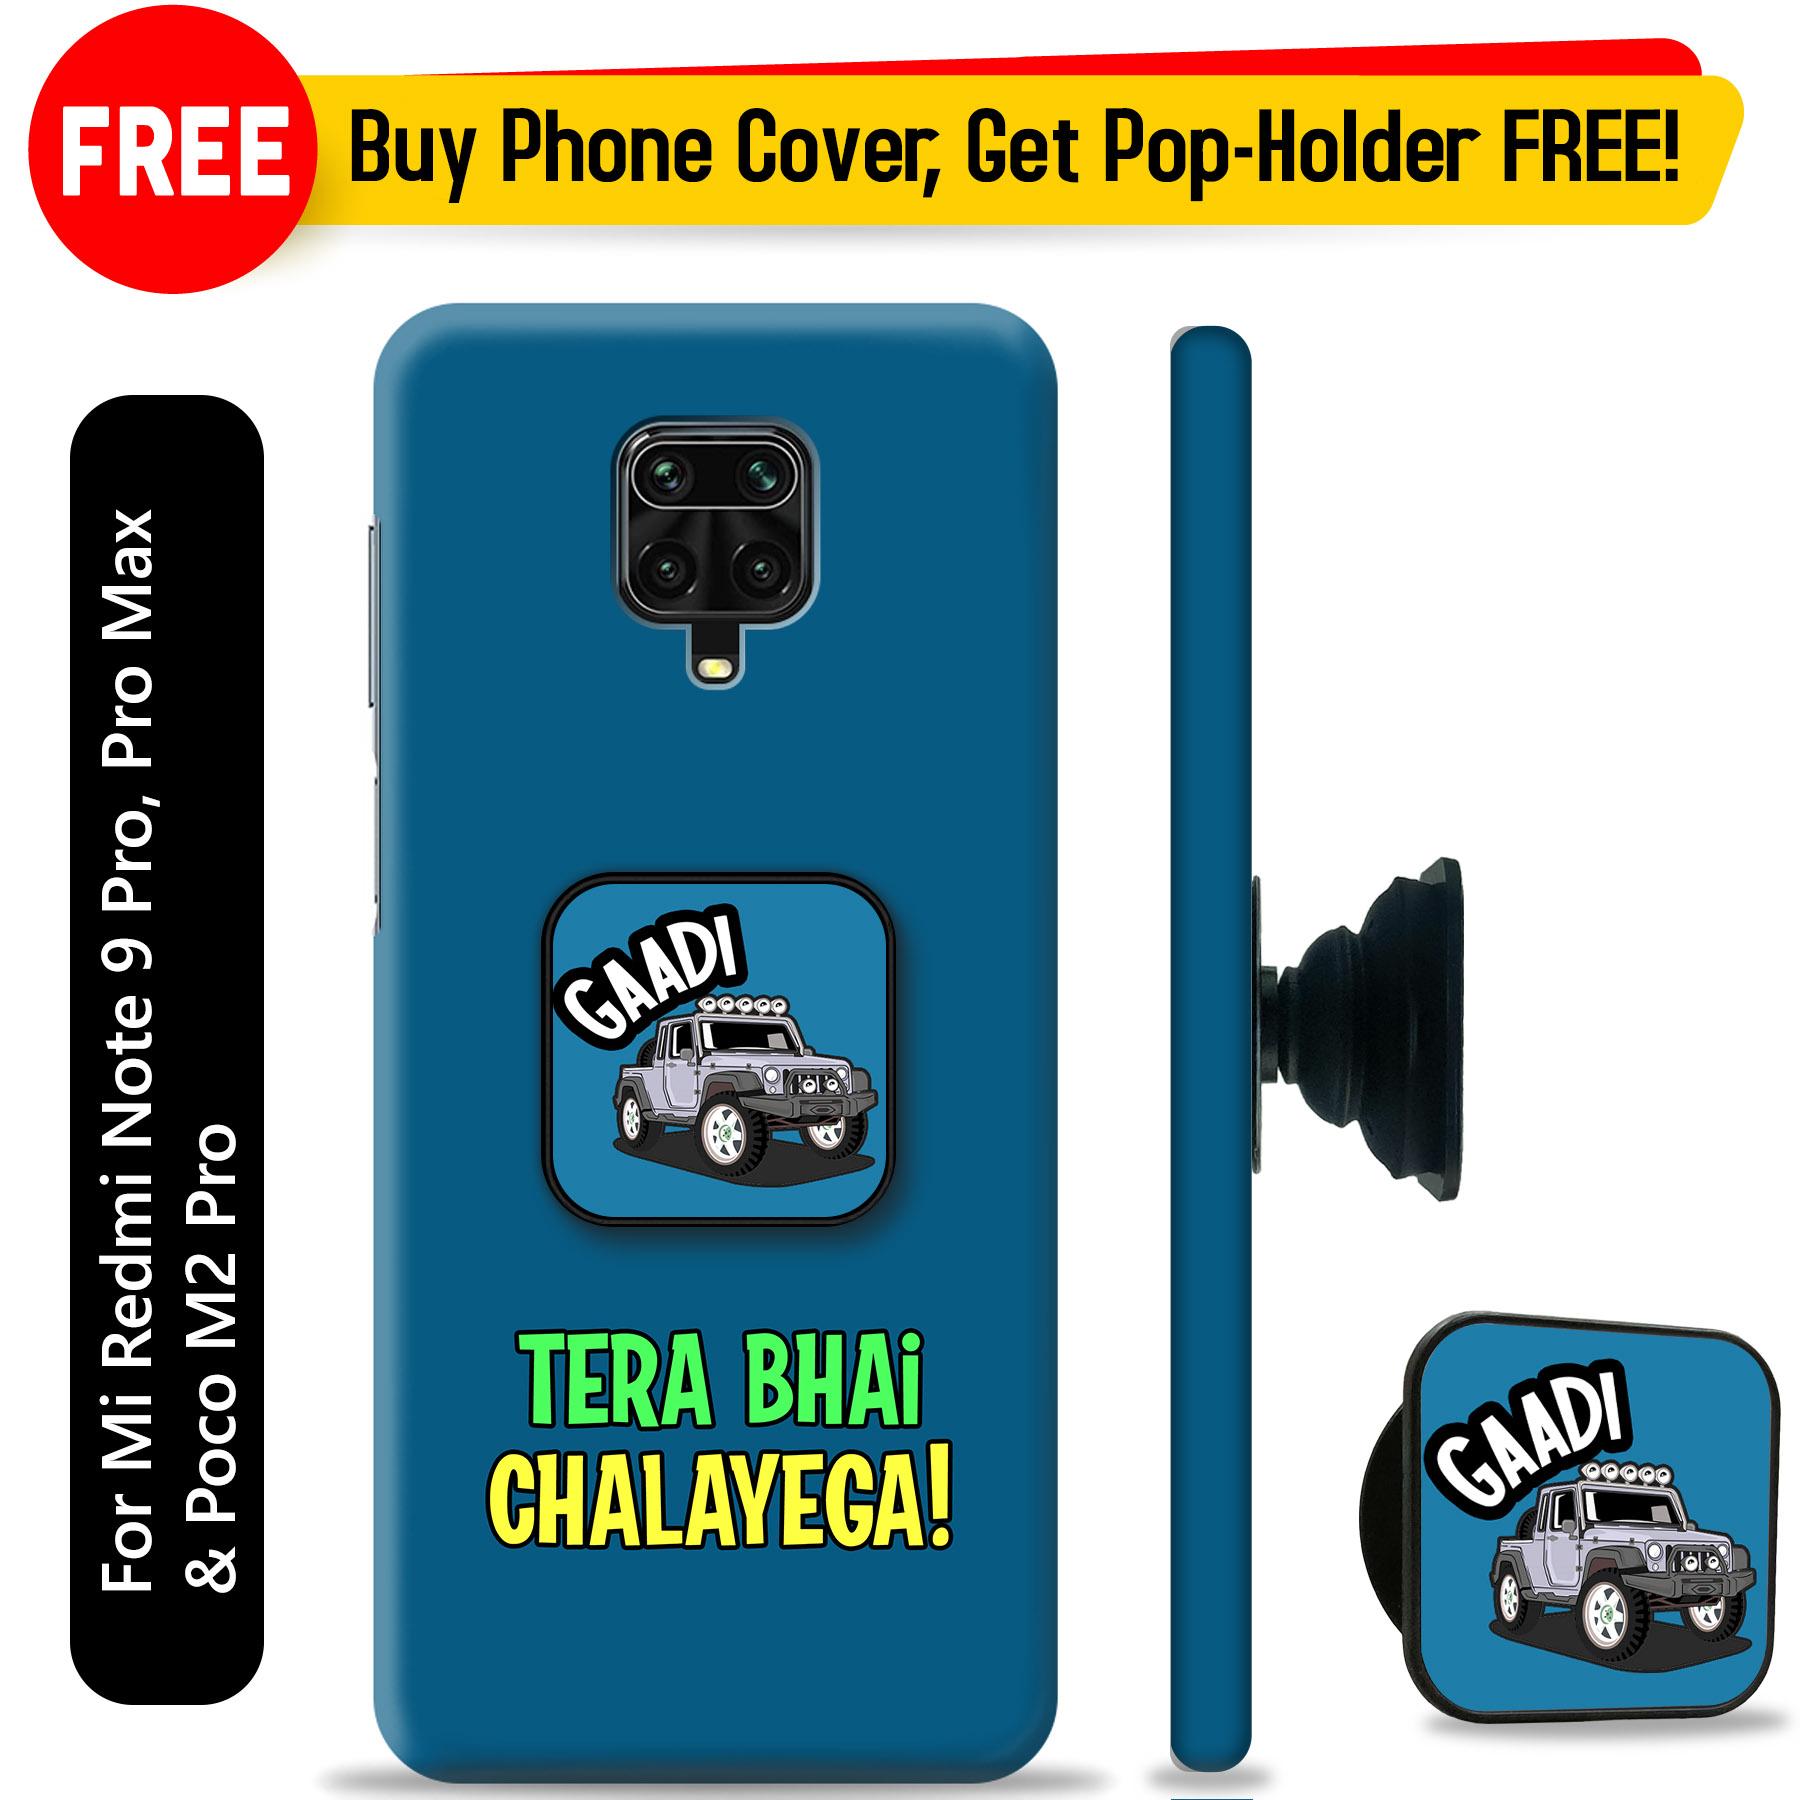 FREE
Buy Phone Cover, Get Pop-Holder FREE!
For Mi Redmi Note 9 Pro, Pro Max
& Poco M2 Pro
GAADI
TERA BHAi
CHALAYEGA!
GAADI